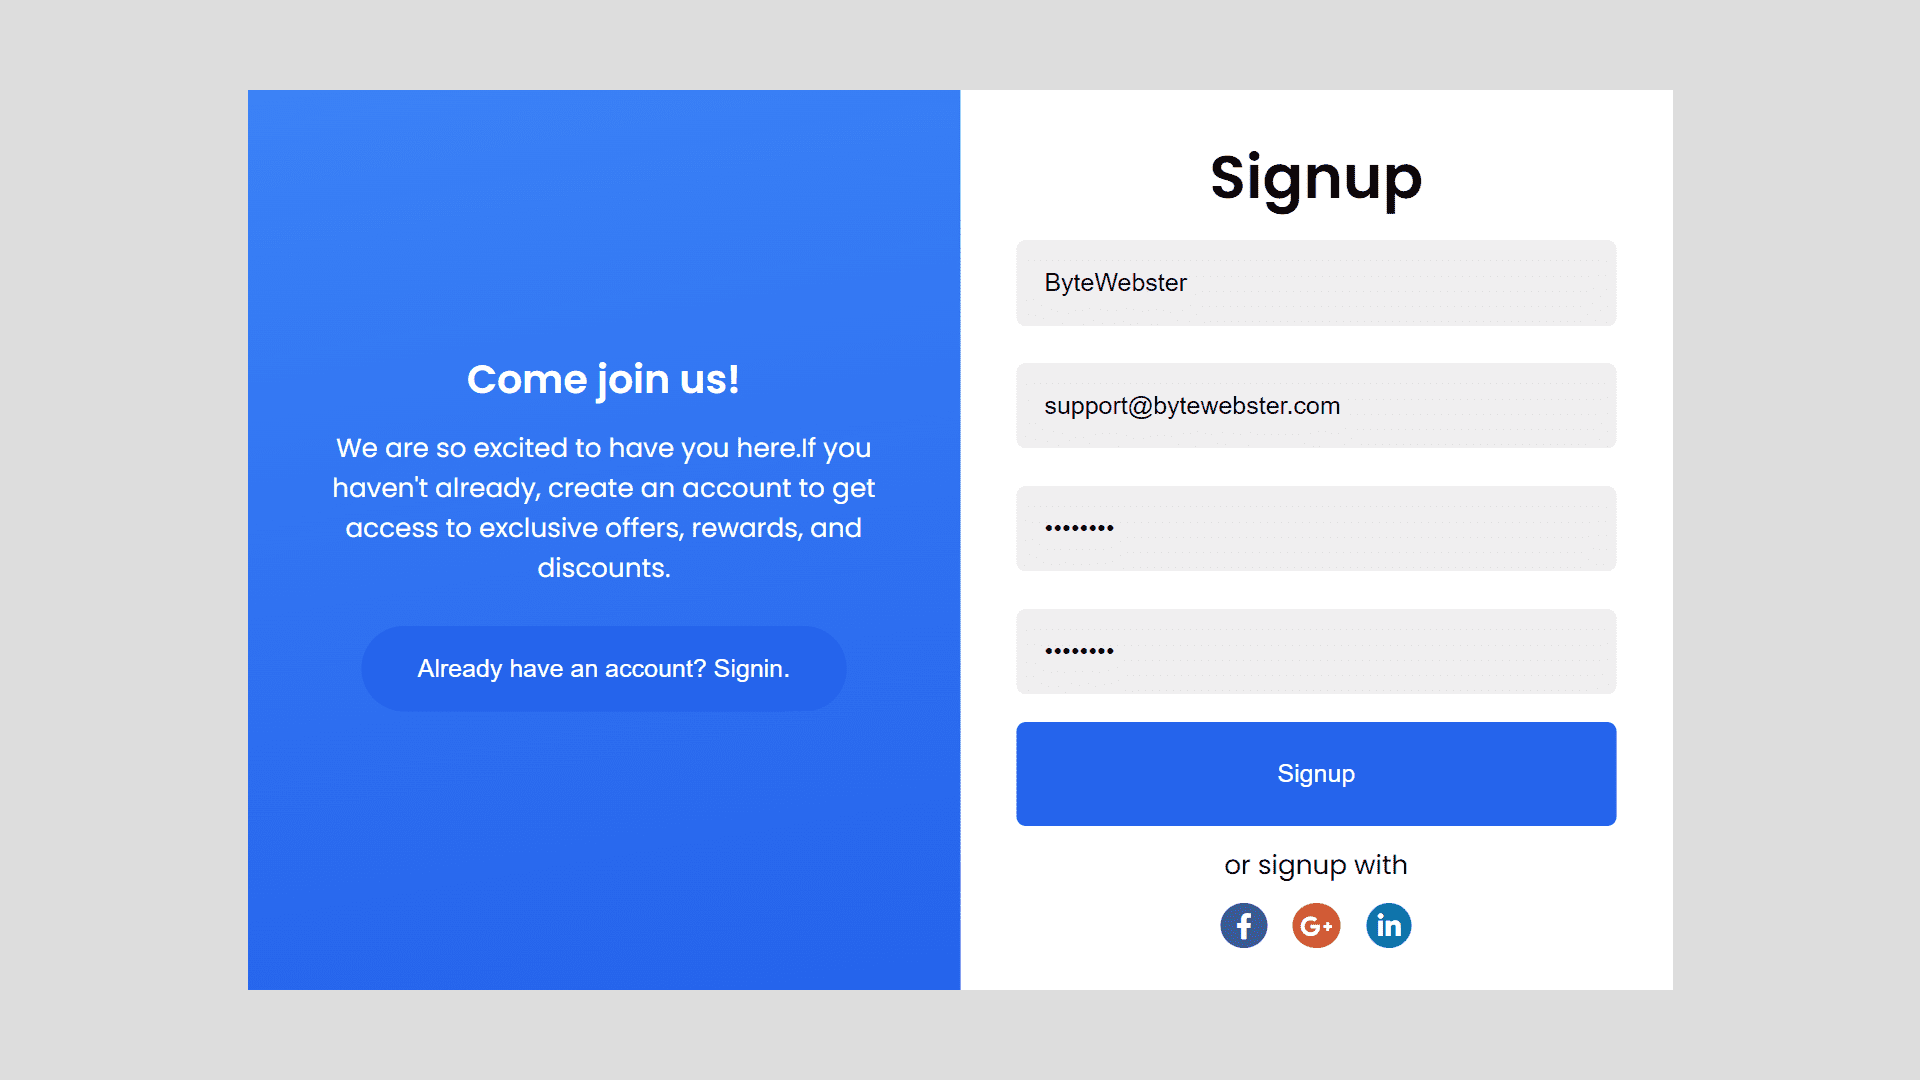 Come join us!
We are so excited to have you here.If you
haven't already, create an account to get
access to exclusive offers, rewards, and
discounts.
Already have an account? Signin.
Signup
ByteWebster
support@bytewebster.com
••••••••
••••••••
Signup
or signup with
f
G+
in